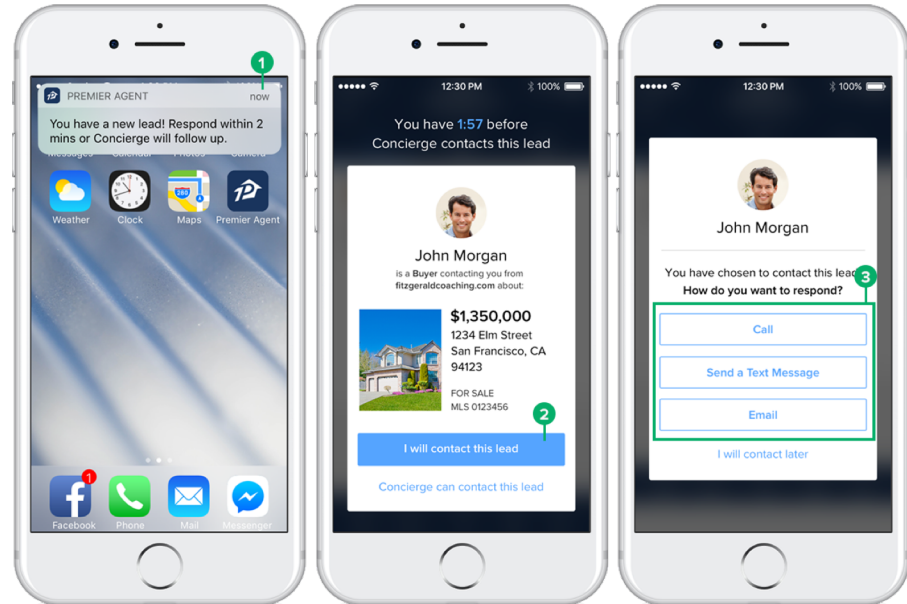 1
PREMIER AGENT now
You have a new lead! Respond within 2
mins or Concierge will follow up.
Messages Calendar Photos Camera
280
Weather Clock Maps Premier Agent
1
Facebook Phone Mail Messenger
12:30 PM 100%
You have 1:57 before
Concierge contacts this lead
John Morgan
is a Buyer contacting you from
fitzgeraldcoaching.com about:
$1,350,000
1234 Elm Street
San Francisco, CA
94123
FOR SALE
MLS 0123456
2
I will contact this lead
Concierge can contact this lead
12:30 PM 100%
John Morgan
You have chosen to contact this lead
3
How do you want to respond?
Call
Send a Text Message
Email
I will contact later